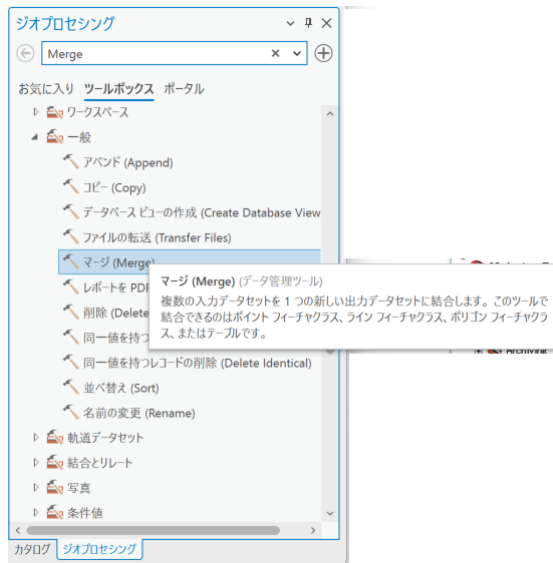 ジオプロセシング
Merge
お気に入り ツールボックス ポータル
ワークスペース
一般
アペンド (Append)
コピー (Copy)
データベース ビューの作成 (Create Database View
ファイルの転送 (Transfer Files)
マージ (Merge)
レポートを PDF
削除 (Delete
同一値を持つ
同一値を持つレコードの削除 (Delete Identical)
並べ替え (Sort)
名前の変更 (Rename)
軌道データセット
結合とリレート
写真
条件値
マージ (Merge) (データ管理ツール)
複数の入力データセットを 1 つの新しい出力データセットに結合します。このツールで
結合できるのはポイント フィーチャクラス、ライン フィーチャクラス、ポリゴン フィーチャクラ
ス、またはテーブルです。
カタログ ジオプロセシング